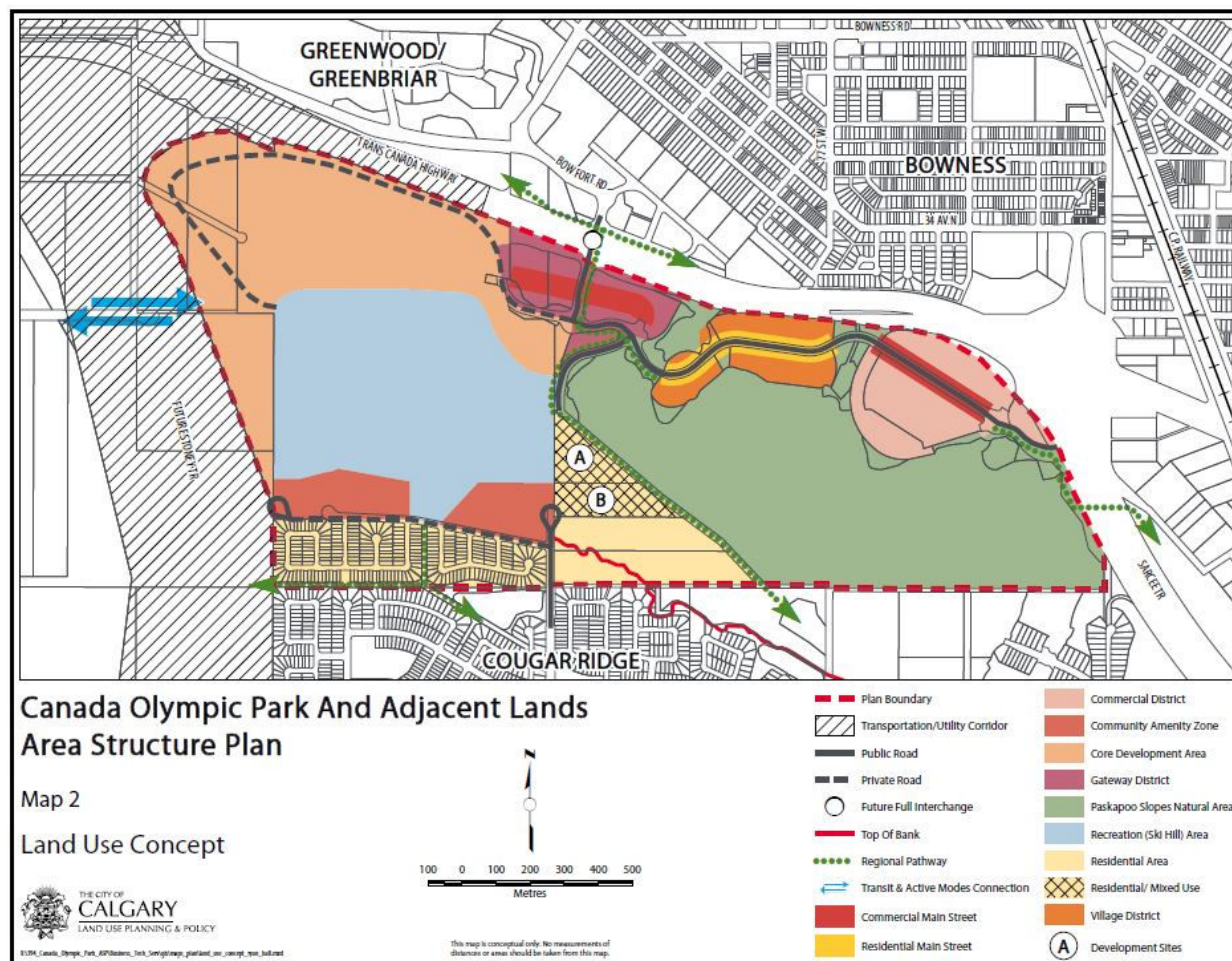 BOWNESS RD
GREENWOOD/
GREENBRIAR
TRANS CANADA HIGHWAY
BOWFORT RD
77 ST W
BOWNESS
34 AV N
CP RAILWAY
FUTURE STONEY TR
A
B
SARCEE TR
COUGAR RIDGE
Canada Olympic Park And Adjacent Lands
Area Structure Plan
Map 2
Land Use Concept
THE CITY OF
CALGARY
LAND USE PLANNING & POLICY
N
100 0 100 200 300 400 500
Metres
This map is conceptual only. No measurements of
distances or areas should be taken from this map.
Plan Boundary
Transportation/Utility Corridor
Public Road
Private Road
Future Full Interchange
Top Of Bank
Regional Pathway
Transit & Active Modes Connection
Commercial Main Street
Residential Main Street
Commercial District
Community Amenity Zone
Core Development Area
Gateway District
Paskapoo Slopes Natural Area
Recreation (Ski Hill) Area
Residential Area
Residential/ Mixed Use
Village District
A Development Sites